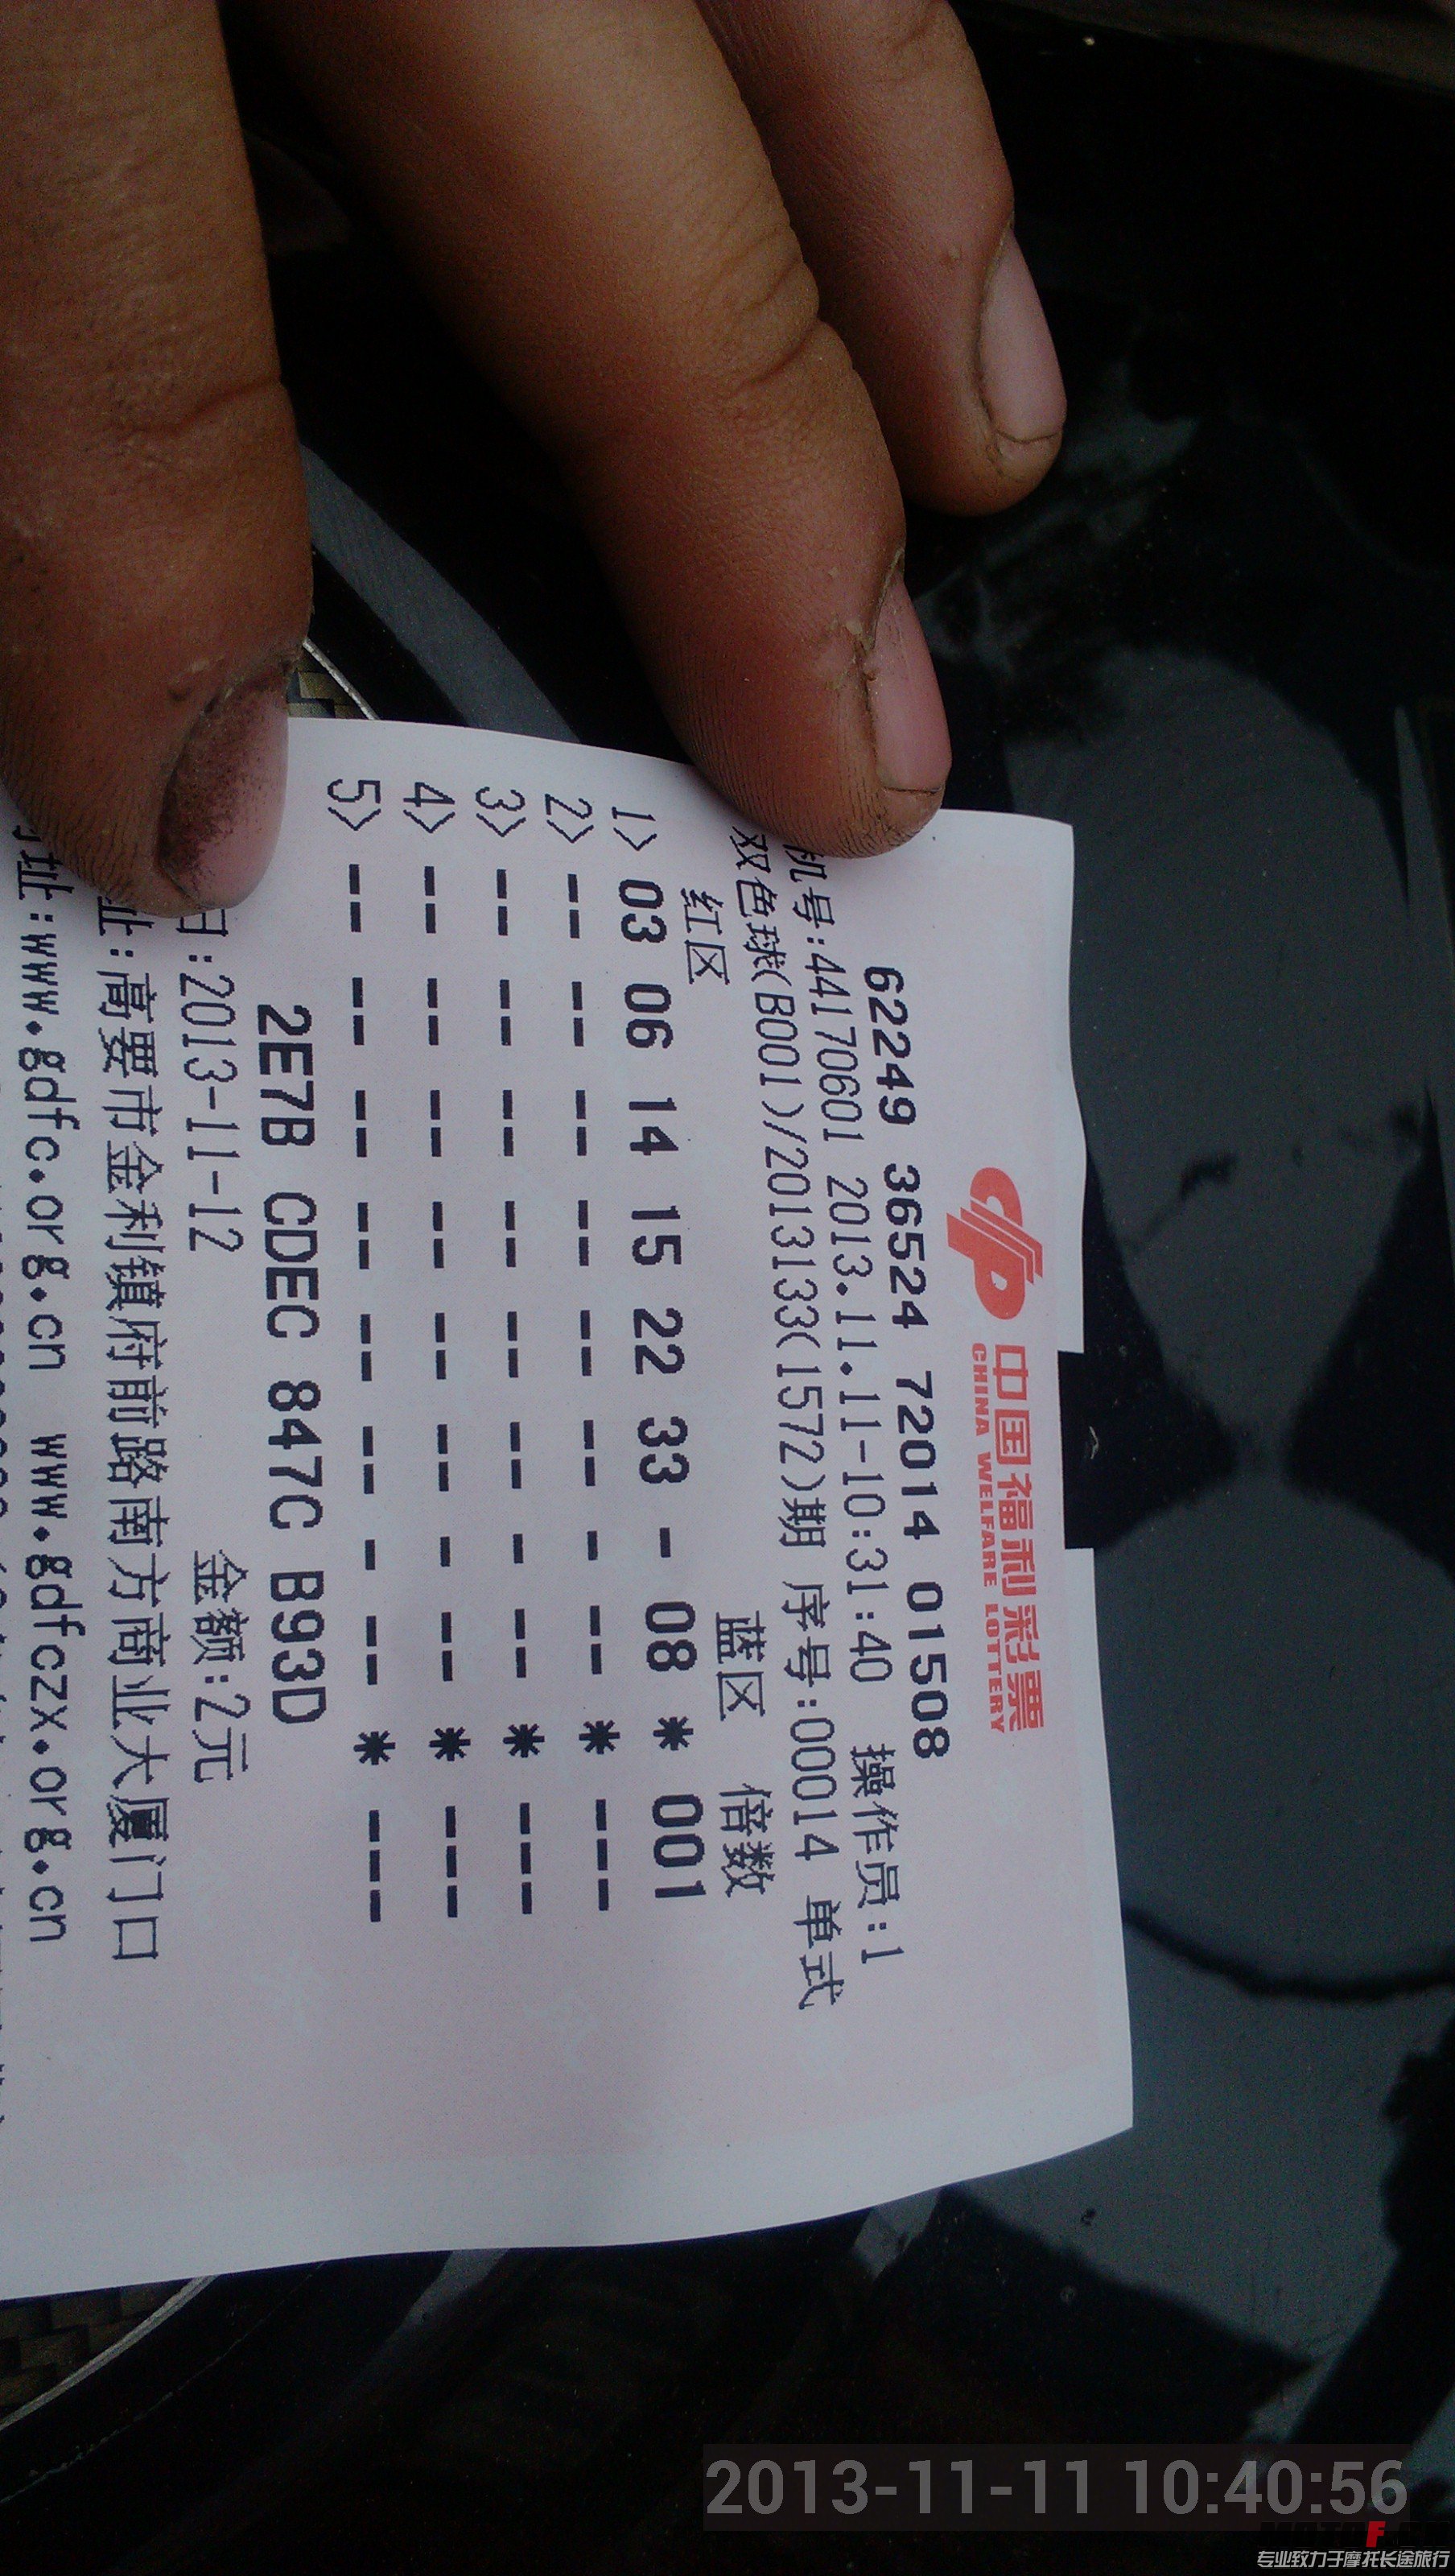 中国福利彩票
CHINA WELFARE LOTTERY
62249 36524 72014 01508
机号:44170601 2013.11.11-10:31:40 操作员:1
双色球(B001)/2013133(1572)期 序号:00014 单式
红区 蓝区 倍数
1> 03 06 14 15 22 33 - 08 * 001
2> -- -- -- -- -- -- - -- * ---
3> -- -- -- -- -- -- - -- * ---
4> -- -- -- -- -- -- - -- * ---
5> -- -- -- -- -- -- - -- * ---
2E7B CDEC 847C B93D
日:2013-11-12 金额:2元
址:高要市金利镇府前路南方商业大厦门口
址:www.gdfc.org.cn www.gdfczx.org.cn
2013-11-11 10:40:56
专业致力于摩托长途旅行